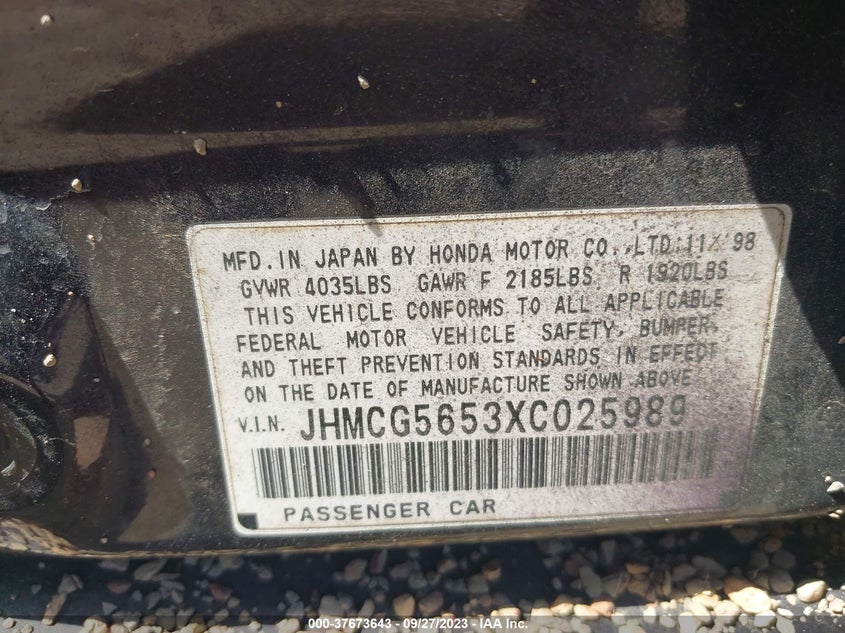 MFD.IN JAPAN BY HONDA MOTOR CO.,LTD.11/'98
GVWR 4035LBS GAWR F 2185LBS R 1920LBS
THIS VEHICLE CONFORMS TO ALL APPLICABLE
FEDERAL MOTOR VEHICLE SAFETY, BUMPER,
AND THEFT PREVENTION STANDARDS IN EFFECT
ON THE DATE OF MANUFACTURE SHOWN ABOVE
V.I.N. JHMCG5653XC025989
PASSENGER CAR
000-37673643 - 09/27/2023 - IAA Inc.